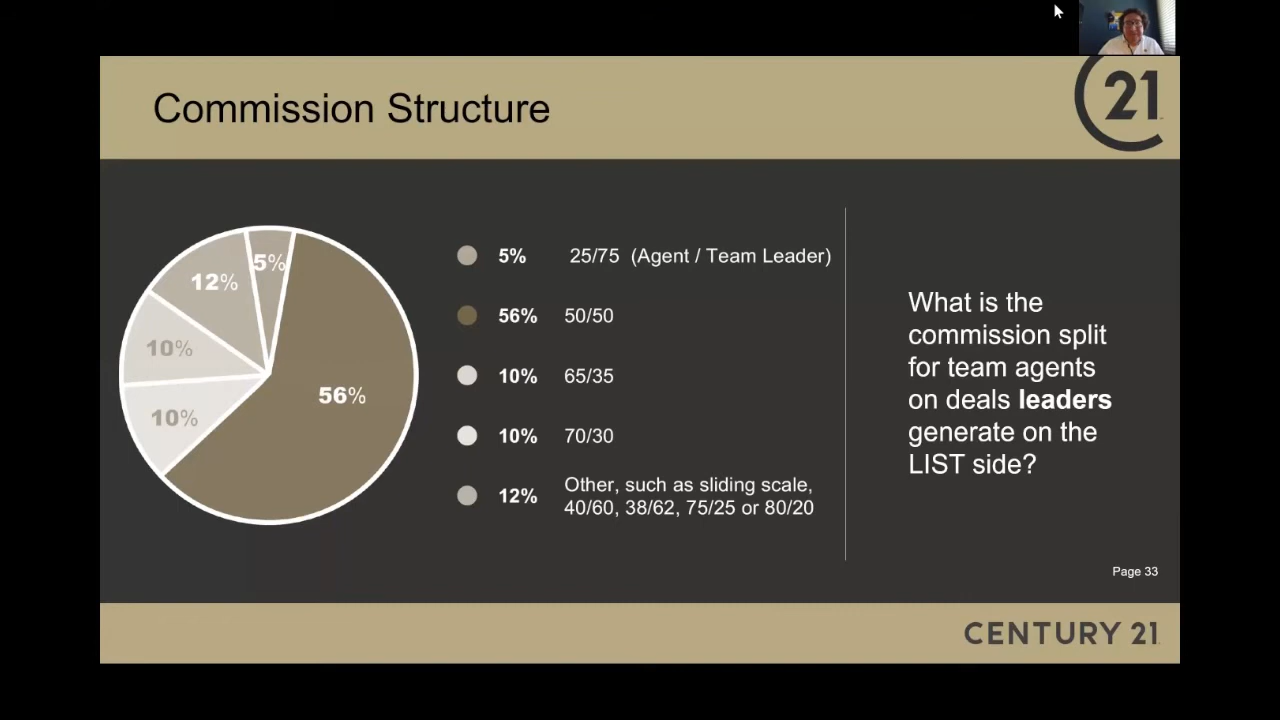 Commission Structure
21
5%
12%
10%
10%
56%
5% 25/75 (Agent / Team Leader)
56% 50/50
10% 65/35
10% 70/30
12% Other, such as sliding scale,
40/60, 38/62, 75/25 or 80/20
What is the
commission split
for team agents
on deals leaders
generate on the
LIST side?
Page 33
CENTURY 21